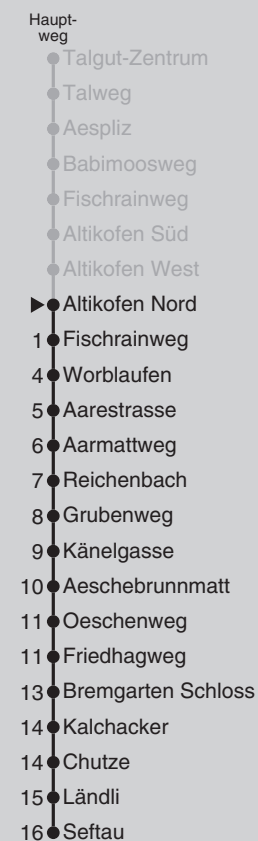 Haupt-
weg
Talgut-Zentrum
Talweg
Aespliz
Babimoosweg
Fischrainweg
Altikofen Süd
Altikofen West
Altikofen Nord
1 Fischrainweg
4 Worblaufen
5 Aarestrasse
6 Aarmattweg
7 Reichenbach
8 Grubenweg
9 Känelgasse
10 Aeschebrunnmatt
11 Oeschenweg
11 Friedhagweg
13 Bremgarten Schloss
14 Kalchacker
14 Chutze
15 Ländli
16 Seftau